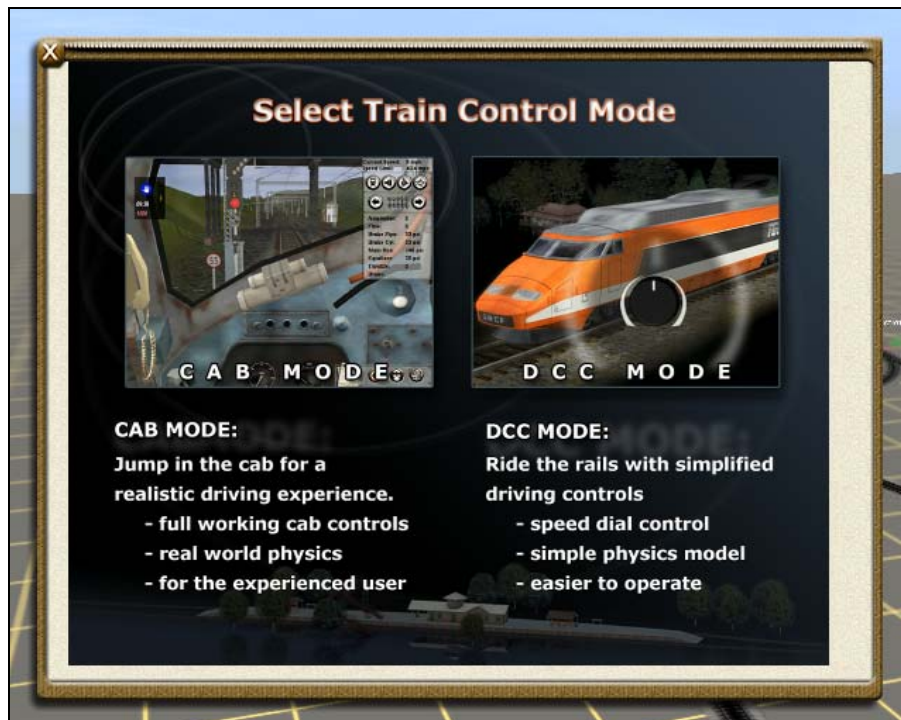 X
Select Train Control Mode
CAB MODE
DCC MODE
CAB MODE:
Jump in the cab for a
realistic driving experience.
- full working cab controls
- real world physics
- for the experienced user
DCC MODE:
Ride the rails with simplified
driving controls
- speed dial control
- simple physics model
- easier to operate